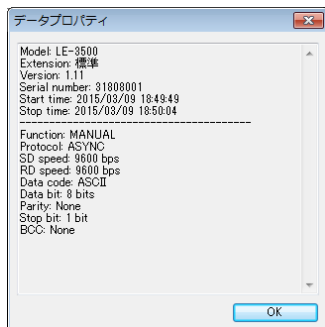 データプロパティ
Model: LE-3500
Extension: 標準
Version: 1.11
Serial number: 31808001
Start time: 2015/03/09 18:49:49
Stop time: 2015/03/09 18:50:04
----------------------------------------
Function: MANUAL
Protocol: ASYNC
SD speed: 9600 bps
RD speed: 9600 bps
Data code: ASCII
Data bit: 8 bits
Parity: None
Stop bit: 1 bit
BCC: None
OK